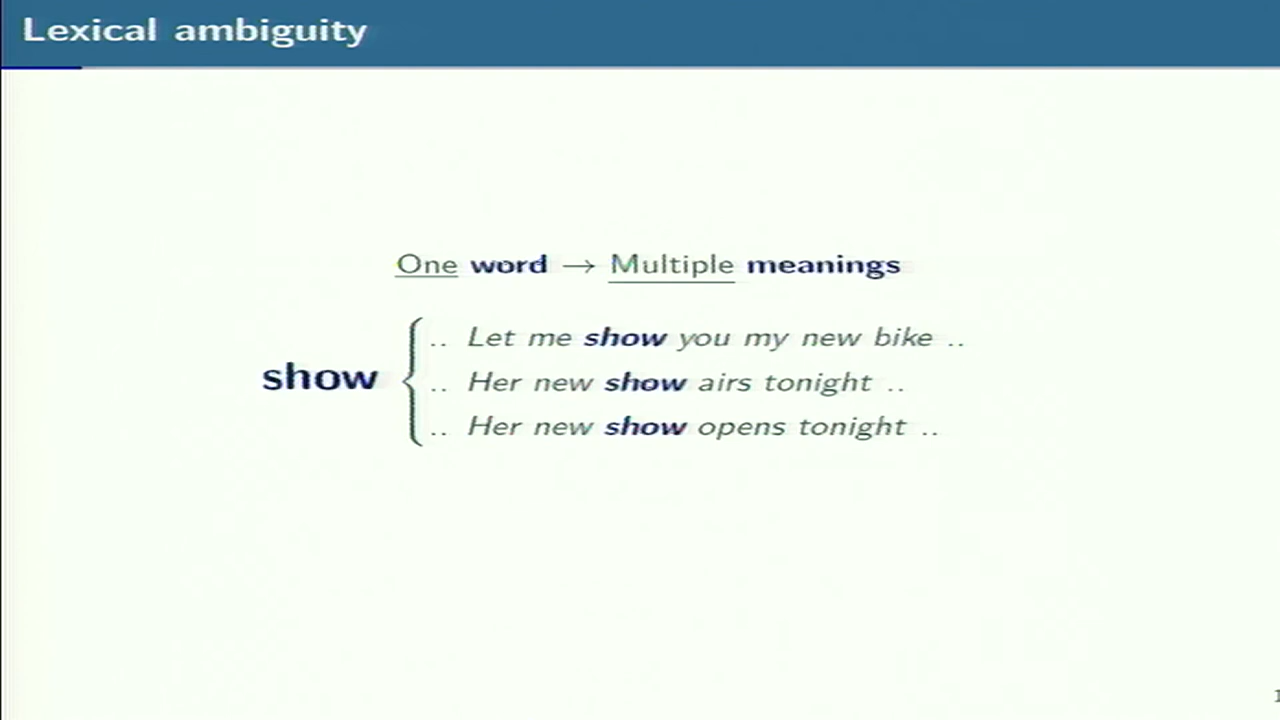 Lexical ambiguity
One word → Multiple meanings
.. Let me show you my new bike ..
show
.. Her new show airs tonight ..
.. Her new show opens tonight ..
1